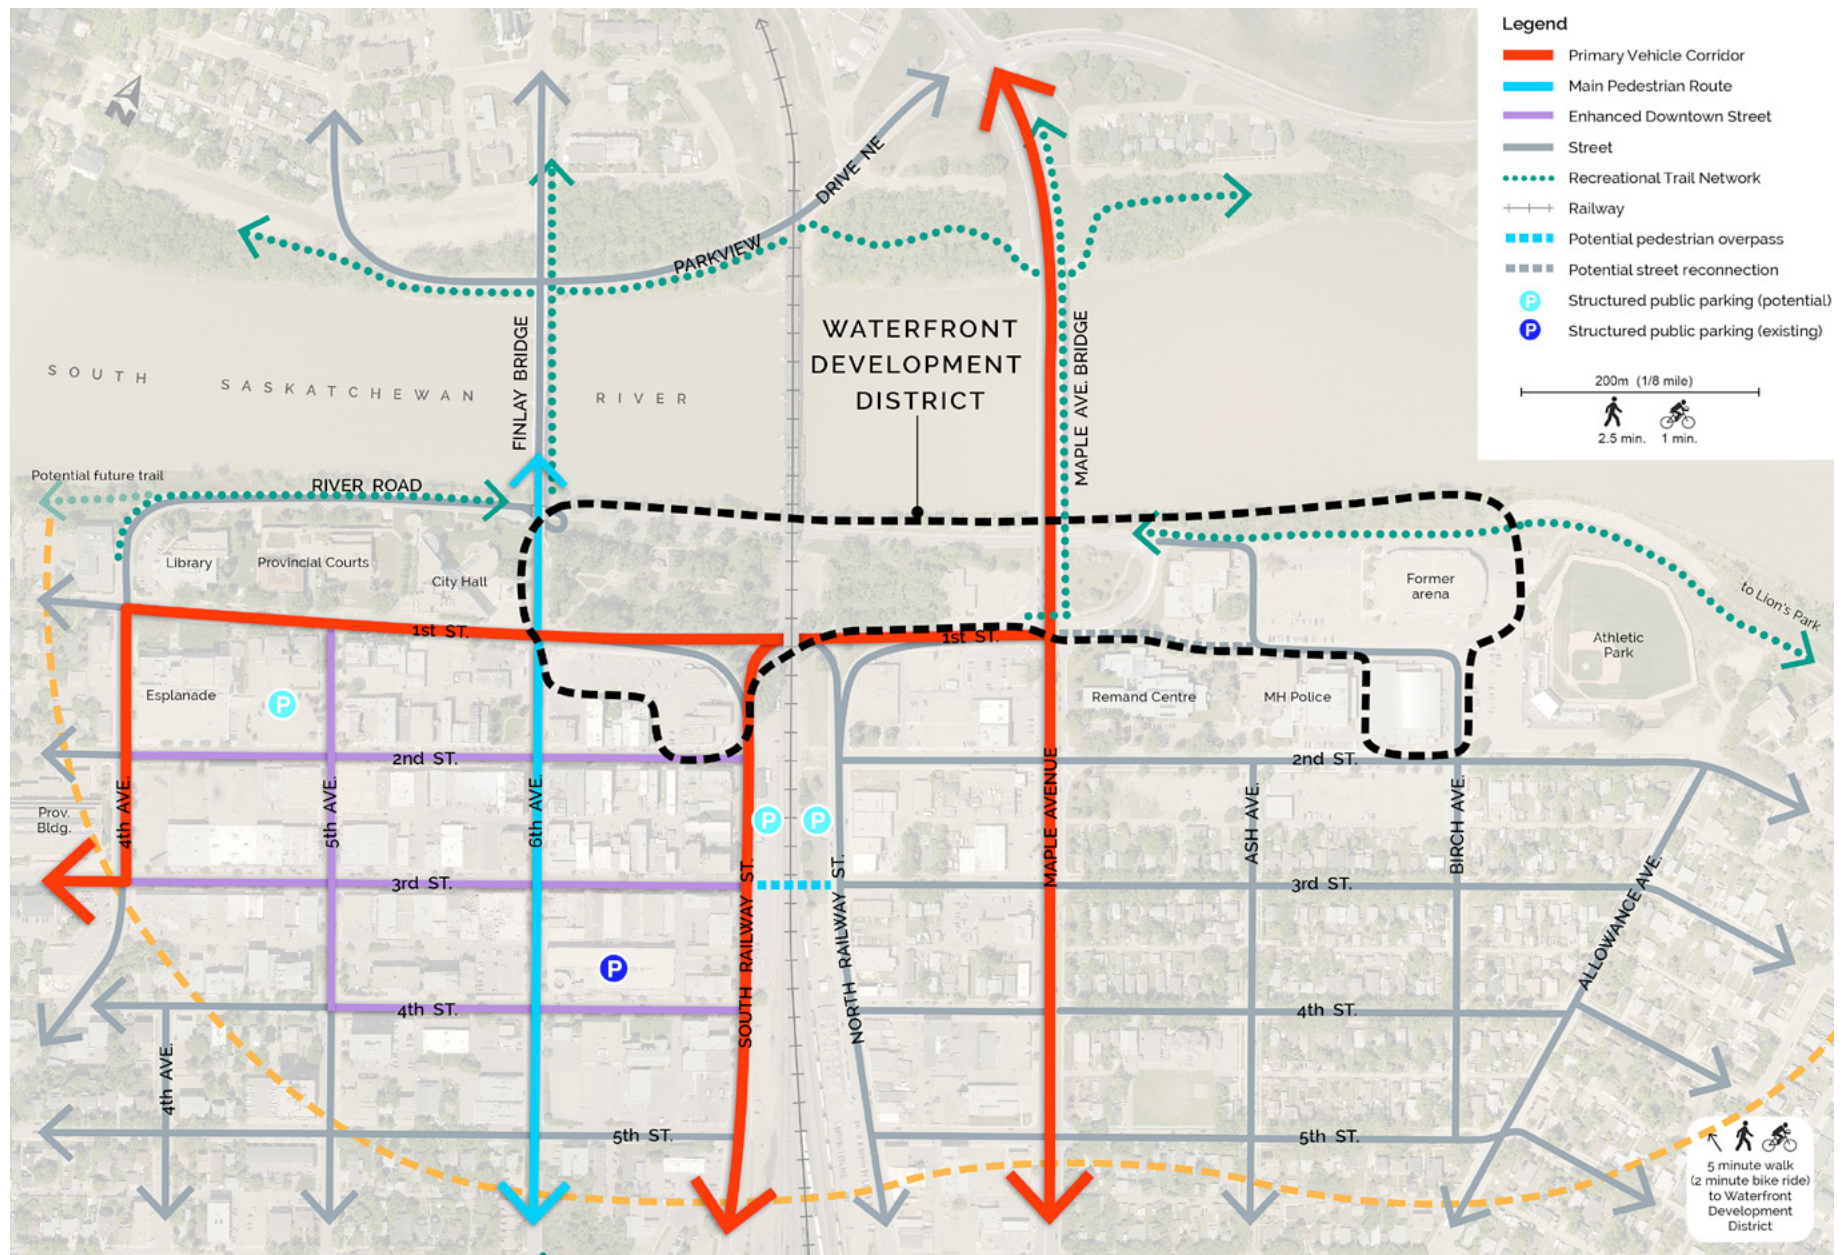 Legend
Primary Vehicle Corridor
Main Pedestrian Route
Enhanced Downtown Street
Street
Recreational Trail Network
Railway
Potential pedestrian overpass
Potential street reconnection
P Structured public parking (potential)
P Structured public parking (existing)
200m (1/8 mile)
2.5 min. 1 min.
N
DRIVE NE
PARKVIEW
WATERFRONT
DEVELOPMENT
DISTRICT
FINLAY BRIDGE
MAPLE AVE. BRIDGE
SOUTH SASKATCHEWAN RIVER
Potential future trail
RIVER ROAD
Library
Provincial Courts
City Hall
Former
arena
to Lion's Park
Athletic
Park
1st ST.
1st ST.
Esplanade
P
Remand Centre
MH Police
2nd ST.
2nd ST.
Prov.
Bldg.
4th AVE.
5th AVE.
6th AVE.
P
P
MAPLE AVENUE
ASH AVE.
BIRCH AVE.
ALLOWANCE AVE.
3rd ST.
3rd ST.
SOUTH RAILWAY ST.
NORTH RAILWAY ST.
P
4th ST.
4th ST.
4th AVE.
5th ST.
5th ST.
5 minute walk
(2 minute bike ride)
to Waterfront
Development
District